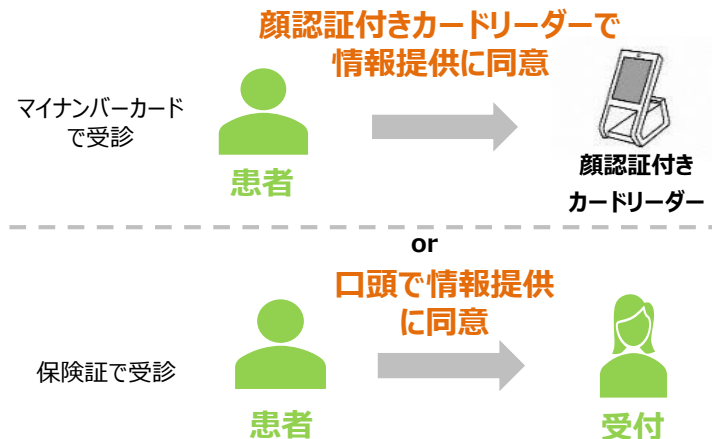 顔認証付きカードリーダーで
情報提供に同意
マイナンバーカード
で受診
患者
顔認証付き
カードリーダー
or
口頭で情報提供
に同意
保険証で受診
患者
受付